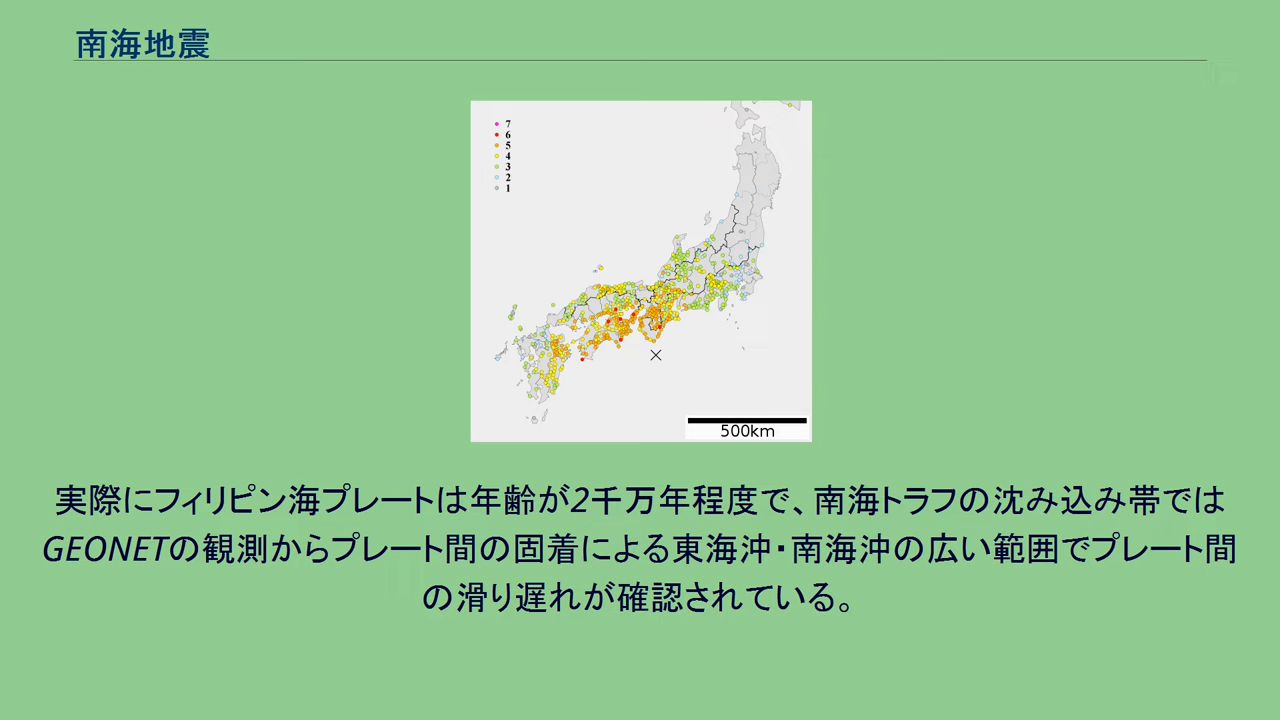 南海地震
7
6
5
4
3
2
1
500km
実際にフィリピン海プレートは年齢が2千万年程度で、南海トラフの沈み込み帯では
GEONETの観測からプレート間の固着による東海沖・南海沖の広い範囲でプレート間
の滑り遅れが確認されている。